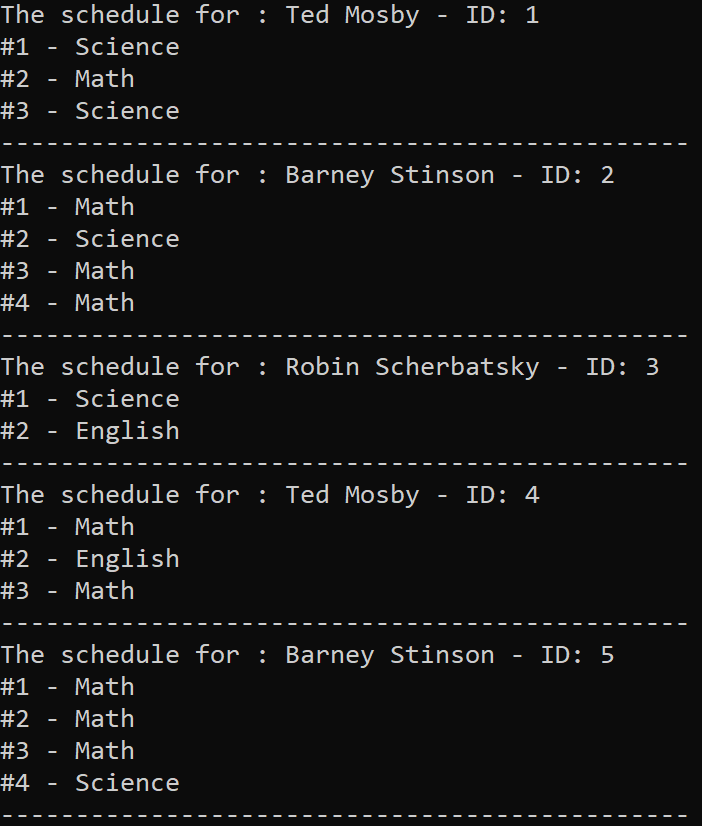 The schedule for : Ted Mosby - ID: 1
#1 - Science
#2 - Math
#3 - Science
----------------------------------------------
The schedule for : Barney Stinson - ID: 2
#1 - Math
#2 - Science
#3 - Math
#4 - Math
----------------------------------------------
The schedule for : Robin Scherbatsky - ID: 3
#1 - Science
#2 - English
----------------------------------------------
The schedule for : Ted Mosby - ID: 4
#1 - Math
#2 - English
#3 - Math
----------------------------------------------
The schedule for : Barney Stinson - ID: 5
#1 - Math
#2 - Math
#3 - Math
#4 - Science
----------------------------------------------